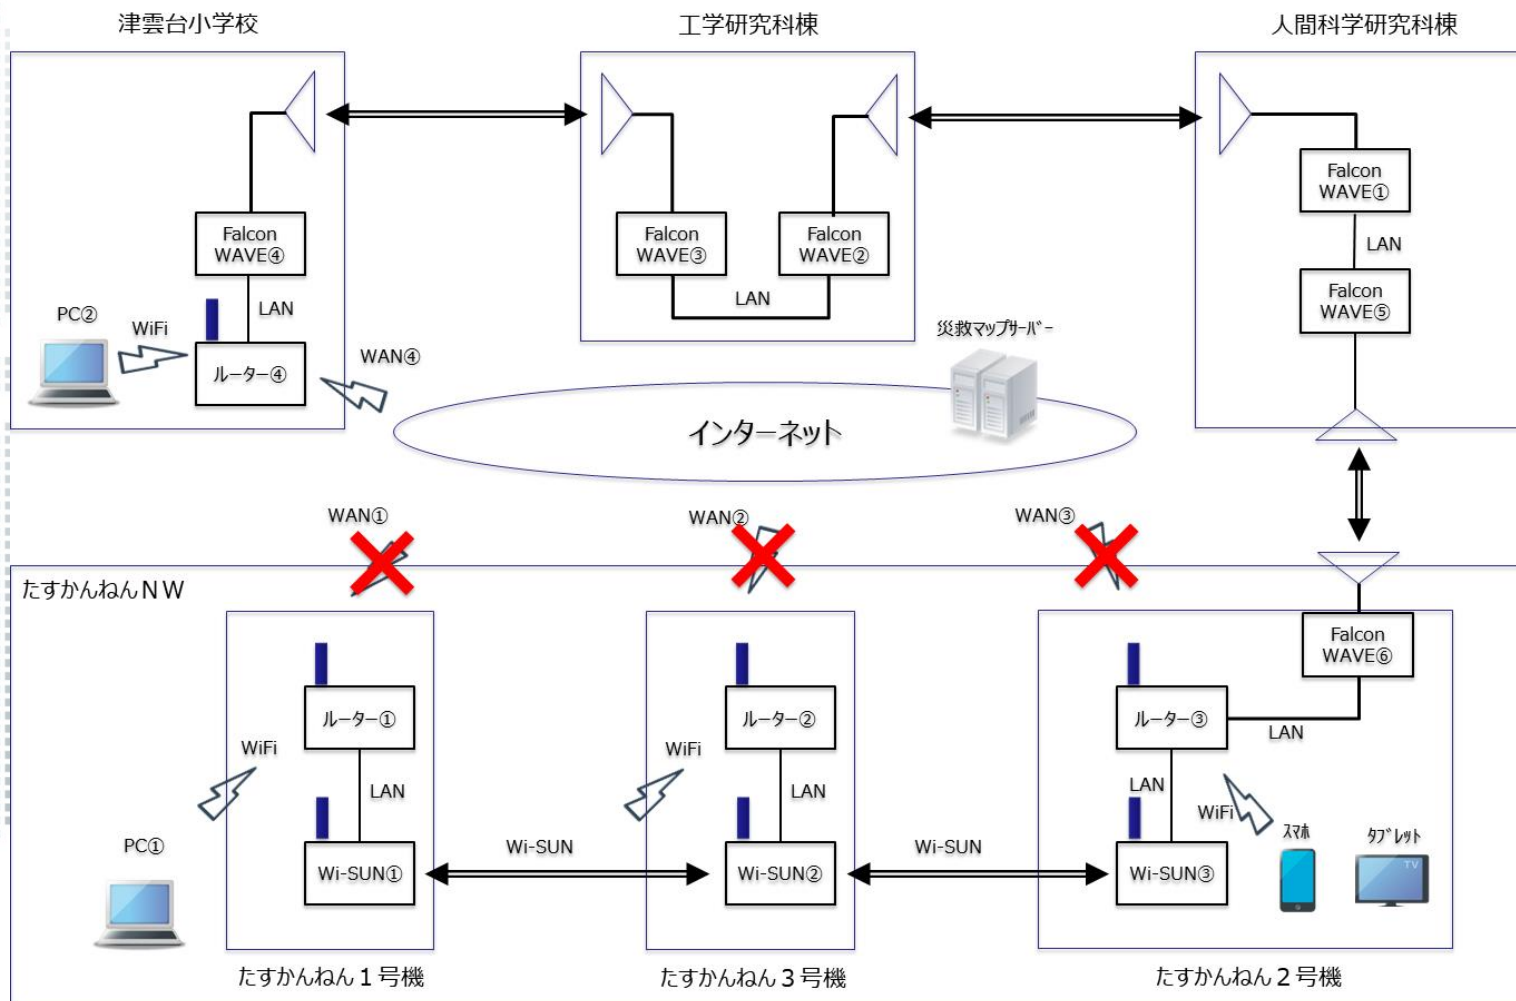 津雲台小学校
工学研究科棟
人間科学研究科棟
Falcon
WAVE④
LAN
PC②
WiFi
ルーター④
WAN④
Falcon
WAVE③
Falcon
WAVE②
LAN
Falcon
WAVE①
LAN
Falcon
WAVE⑤
災救マップサーバー
インターネット
WAN①
WAN②
WAN③
たすかんねんNW
Falcon
WAVE⑥
ルーター①
WiFi
LAN
PC①
Wi-SUN①
Wi-SUN
たすかんねん1号機
ルーター②
WiFi
LAN
Wi-SUN②
Wi-SUN
たすかんねん3号機
ルーター③
LAN
LAN
WiFi
Wi-SUN③
スマホ
タブレット
TV
たすかんねん2号機